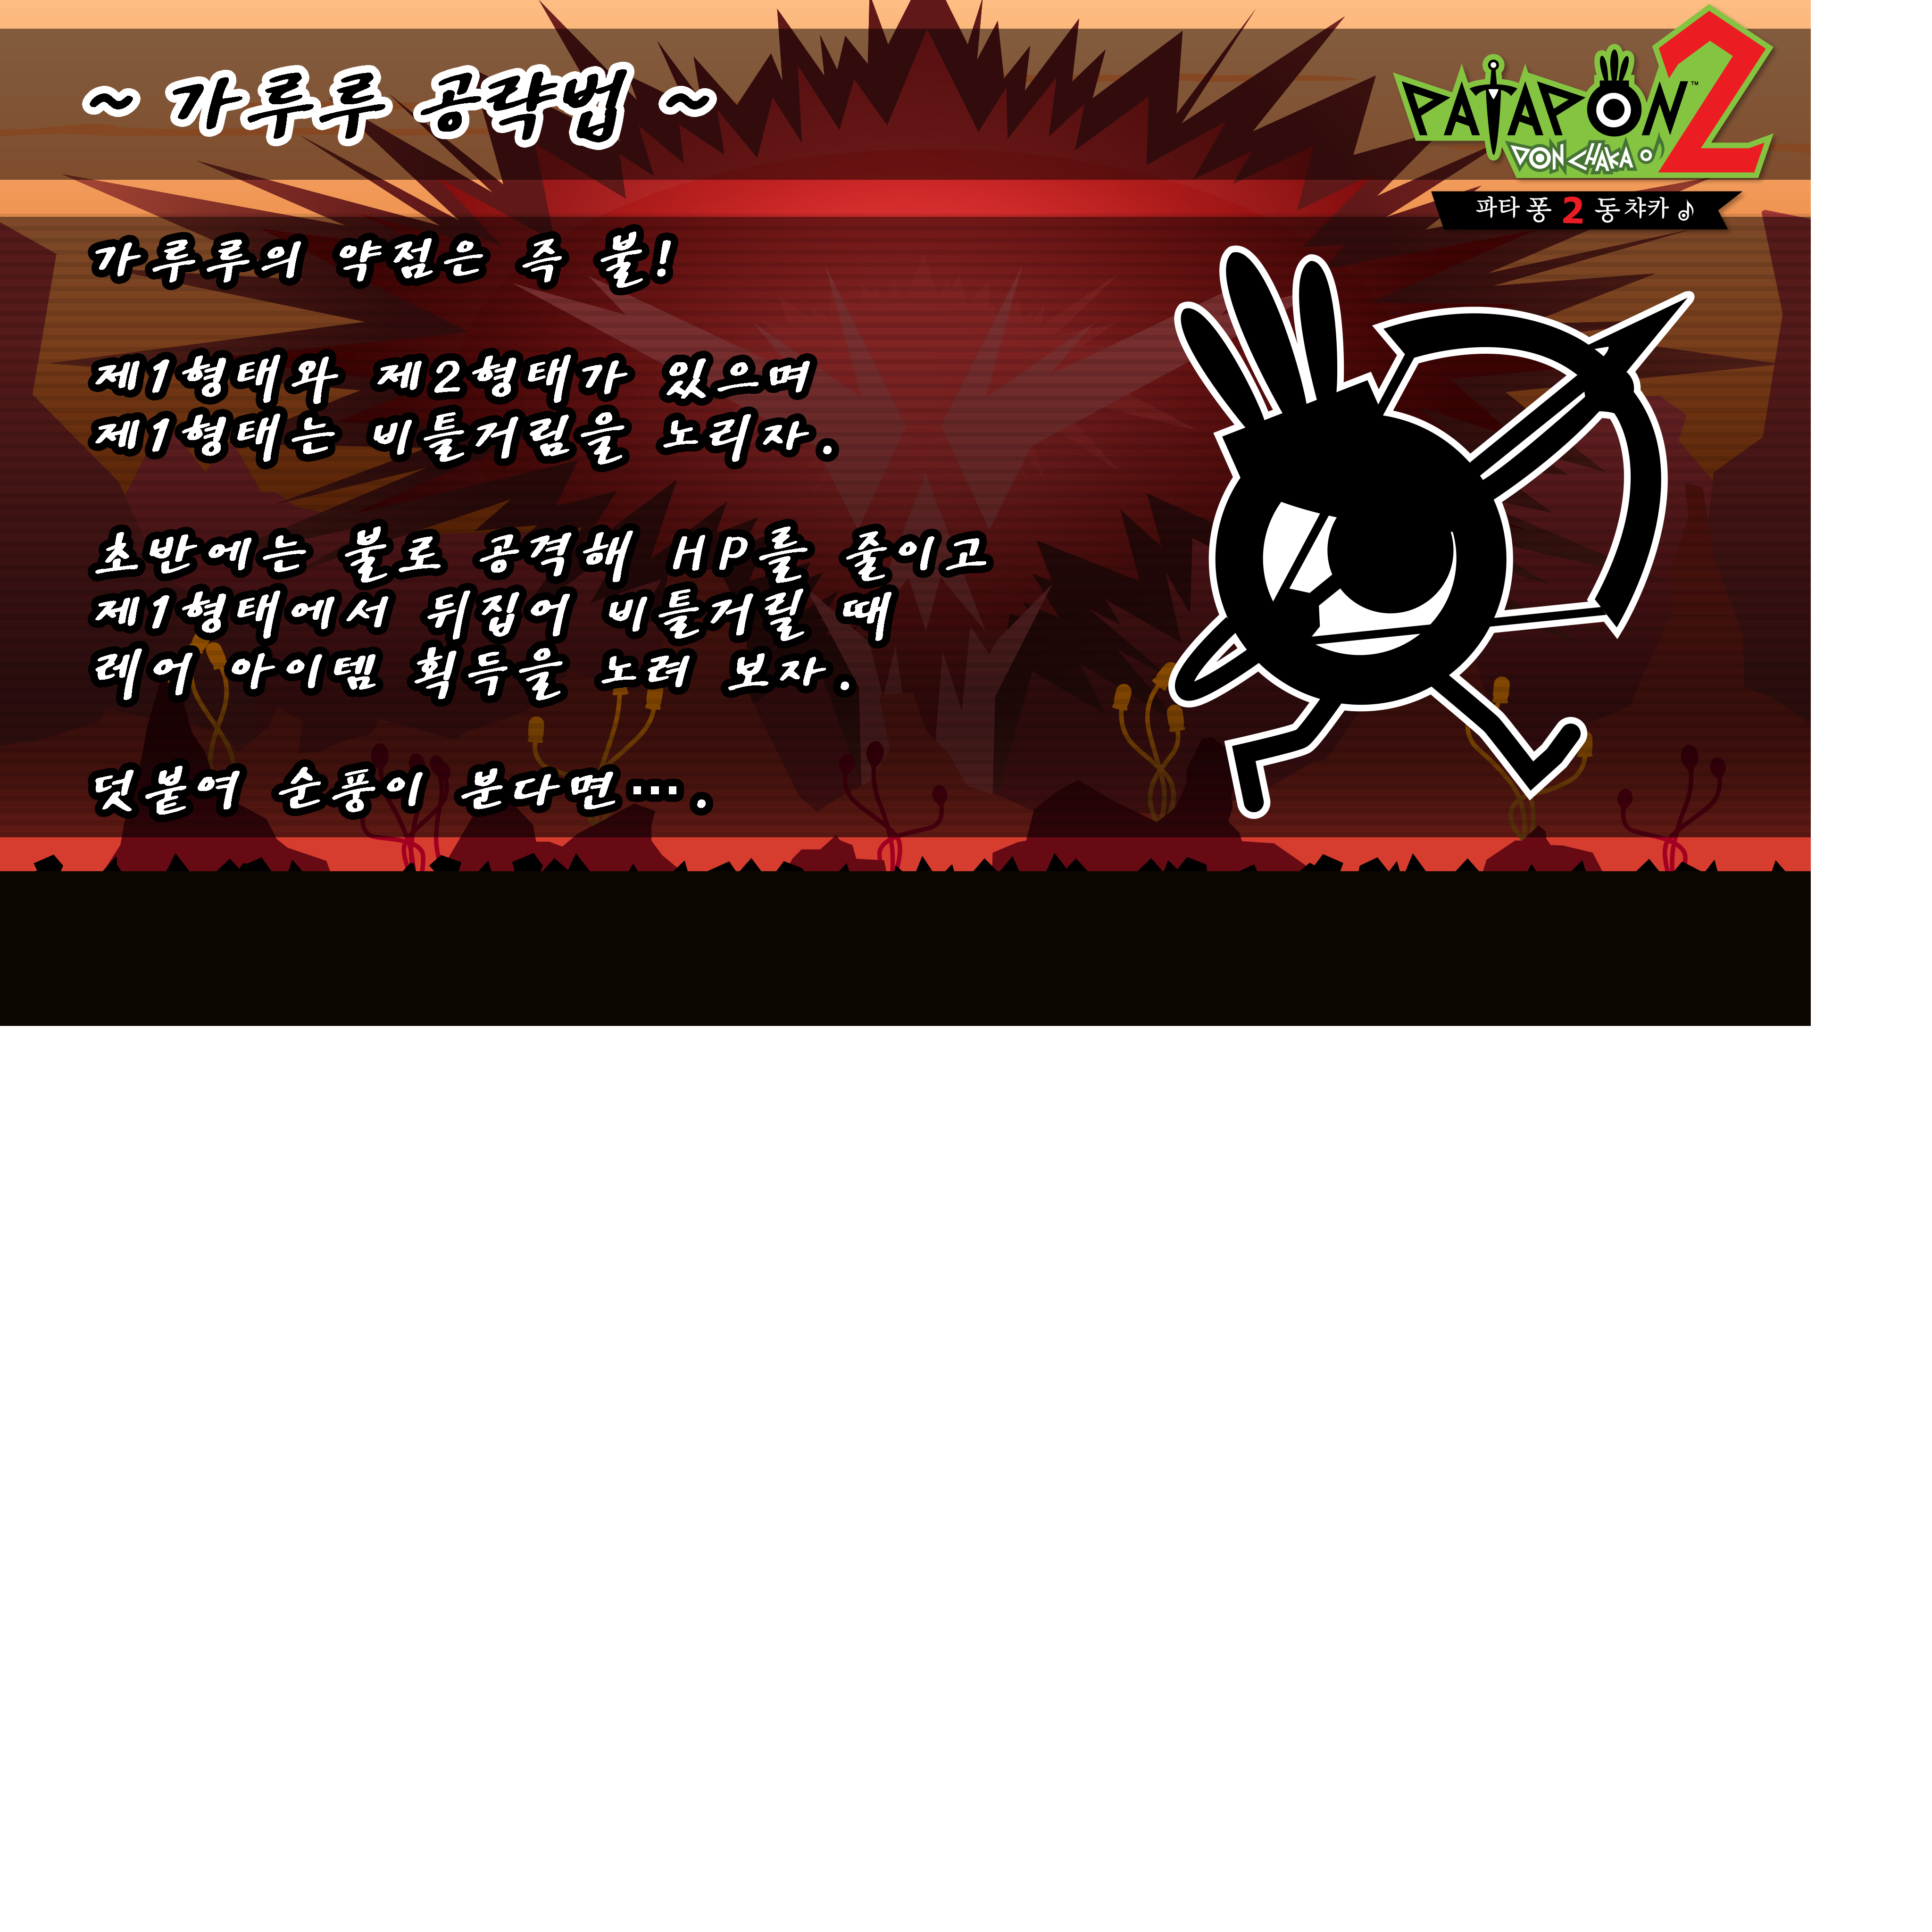 ~ 가루루 공략법 ~
PATAPON™2
DON CHAKA♪
파타퐁 2 동챠카♪
가루루의 약점은 즉 불!
제1형태와 제2형태가 있으며
제1형태는 비틀거림을 노리자.
초반에는 불로 공격해 HP를 줄이고
제1형태에서 뒤집어 비틀거릴 때
레어 아이템 획득을 노려 보자.
덧붙여 순풍이 분다면….